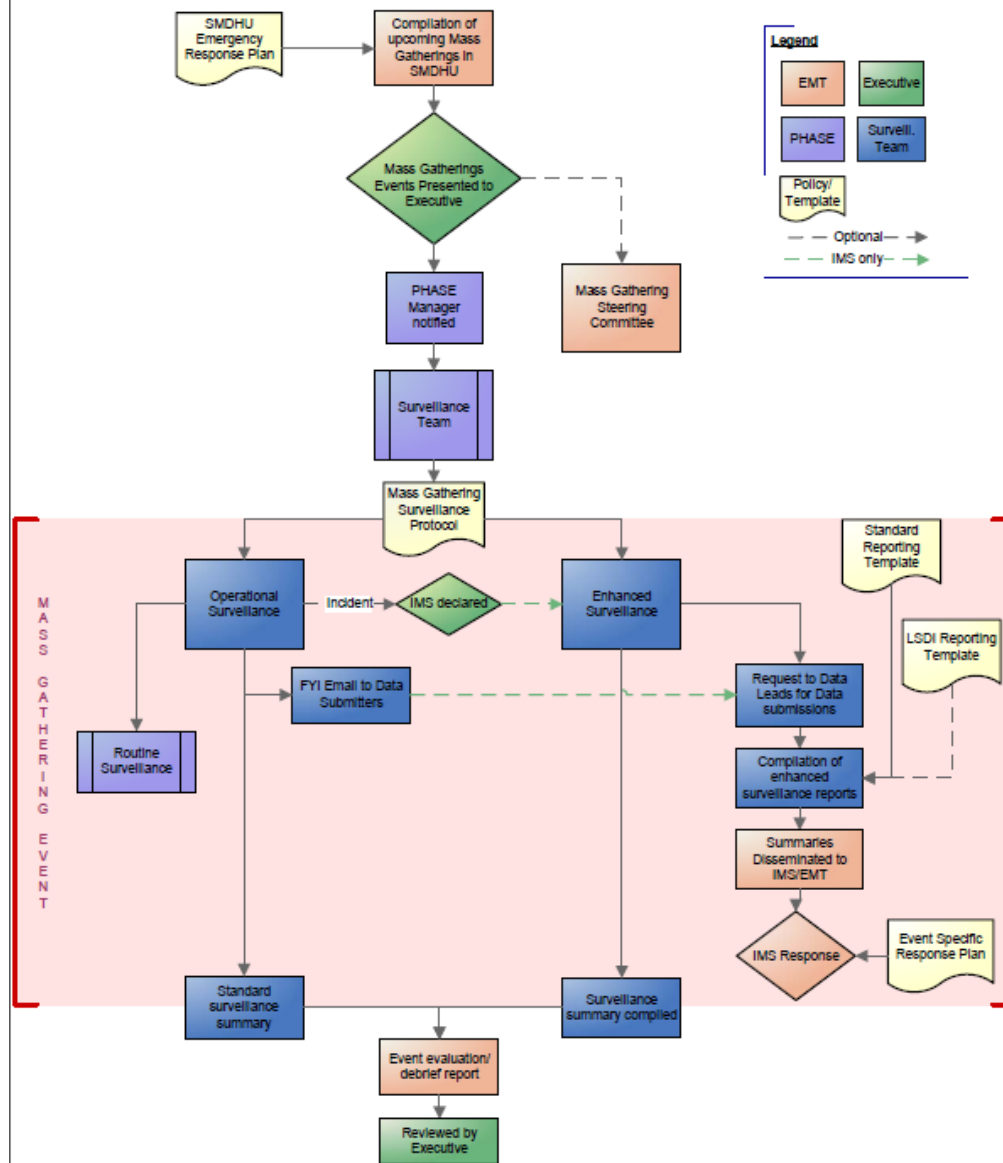 SMDHU
Emergency
Response Plan
Compilation of
upcoming Mass
Gatherings in
SMDHU
Legend
EMT
Executive
PHASE
Surveill.
Team
Policy/
Template
Optional
IMS only
Mass Gatherings
Events Presented to
Executive
PHASE
Manager
notified
Mass Gathering
Steering
Committee
Surveillance
Team
Mass Gathering
Surveillance
Protocol
MASS GATHERING EVENT
Operational
Surveillance
Incident
IMS declared
Enhanced
Surveillance
Standard
Reporting
Template
LSDI Reporting
Template
FYI Email to Data
Submitters
Request to Data
Leads for Data
submissions
Routine
Surveillance
Compilation of
enhanced
surveillance reports
Summaries
Disseminated to
IMS/EMT
IMS Response
Event Specific
Response Plan
Standard
surveillance
summary
Surveillance
summary compiled
Event evaluation/
debrief report
Reviewed by
Executive